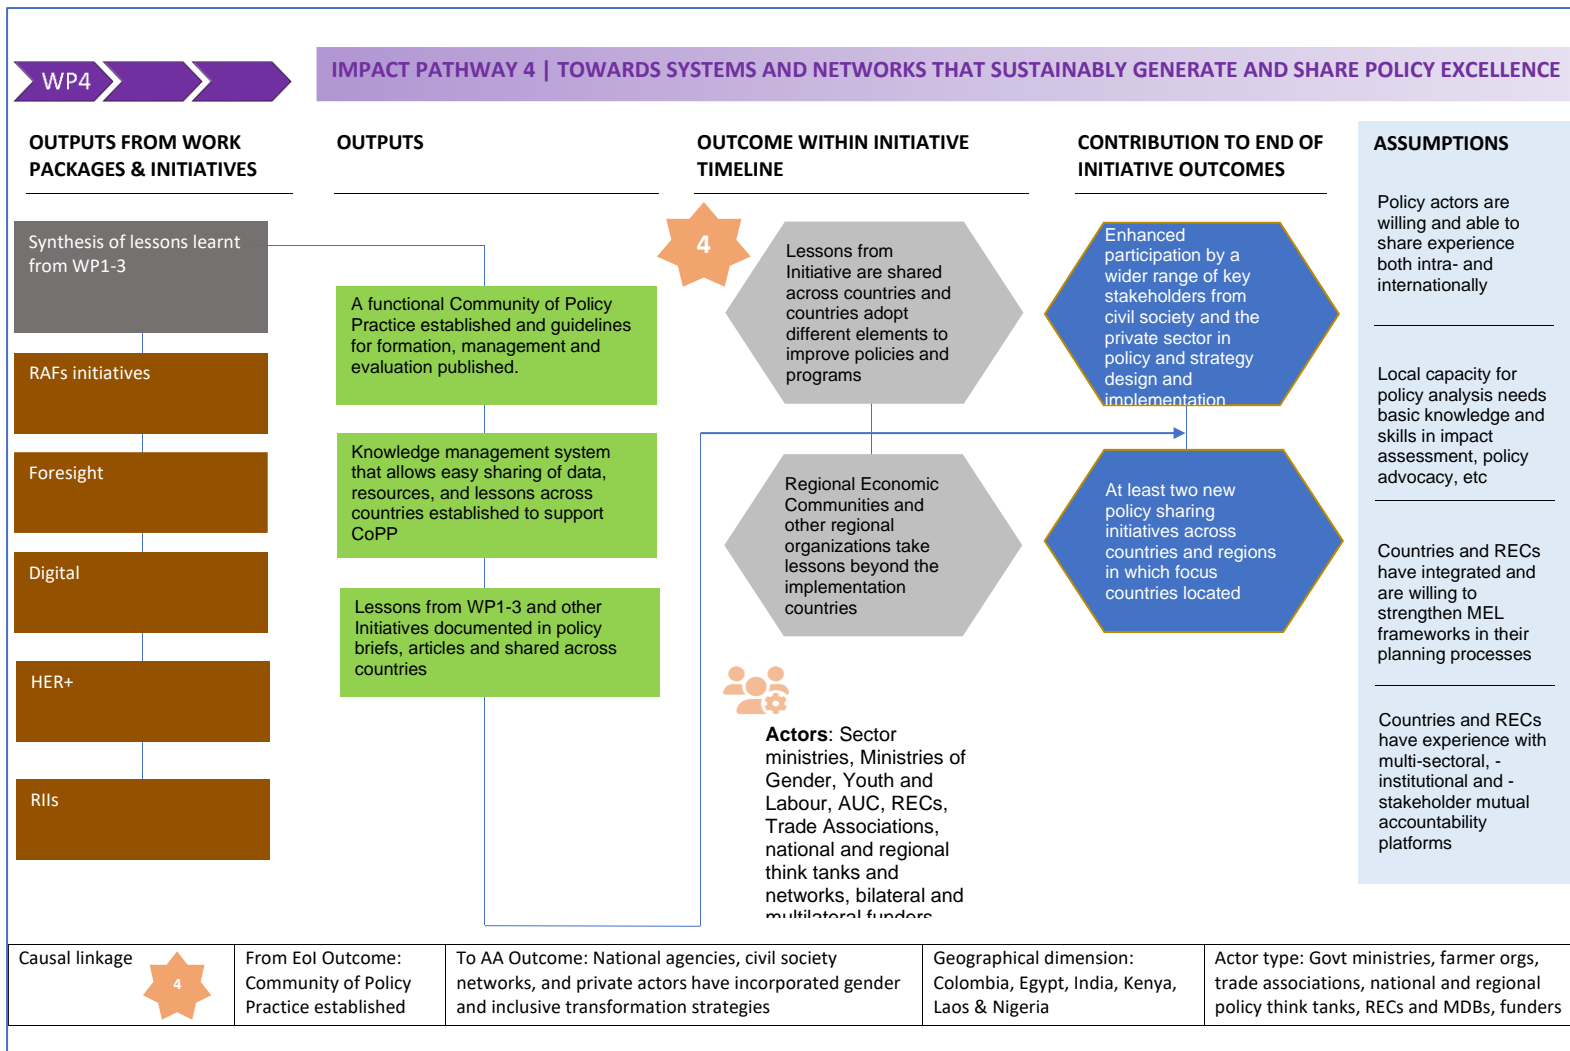 WP4
IMPACT PATHWAY 4 | TOWARDS SYSTEMS AND NETWORKS THAT SUSTAINABLY GENERATE AND SHARE POLICY EXCELLENCE
OUTPUTS FROM WORK
PACKAGES & INITIATIVES
Synthesis of lessons learnt
from WP1-3
RAFs initiatives
Foresight
Digital
HER+
RIIs
OUTPUTS
A functional Community of Policy
Practice established and guidelines
for formation, management and
evaluation published.
Knowledge management system
that allows easy sharing of data,
resources, and lessons across
countries established to support
CoPP
Lessons from WP1-3 and other
Initiatives documented in policy
briefs, articles and shared across
countries
OUTCOME WITHIN INITIATIVE
TIMELINE
4
Lessons from
Initiative are shared
across countries and
countries adopt
different elements to
improve policies and
programs
Regional Economic
Communities and
other regional
organizations take
lessons beyond the
implementation
countries
Actors: Sector
ministries, Ministries of
Gender, Youth and
Labour, AUC, RECs,
Trade Associations,
national and regional
think tanks and
networks, bilateral and
multilateral funders
CONTRIBUTION TO END OF
INITIATIVE OUTCOMES
Enhanced
participation by a
wider range of key
stakeholders from
civil society and the
private sector in
policy and strategy
design and
implementation
At least two new
policy sharing
initiatives across
countries and regions
in which focus
countries located
ASSUMPTIONS
Policy actors are
willing and able to
share experience
both intra- and
internationally
Local capacity for
policy analysis needs
basic knowledge and
skills in impact
assessment, policy
advocacy, etc
Countries and RECs
have integrated and
are willing to
strengthen MEL
frameworks in their
planning processes
Countries and RECs
have experience with
multi-sectoral, -
institutional and -
stakeholder mutual
accountability
platforms
Causal linkage
4
From EoI Outcome:
Community of Policy
Practice established
To AA Outcome: National agencies, civil society
networks, and private actors have incorporated gender
and inclusive transformation strategies
Geographical dimension:
Colombia, Egypt, India, Kenya,
Laos & Nigeria
Actor type: Govt ministries, farmer orgs,
trade associations, national and regional
policy think tanks, RECs and MDBs, funders